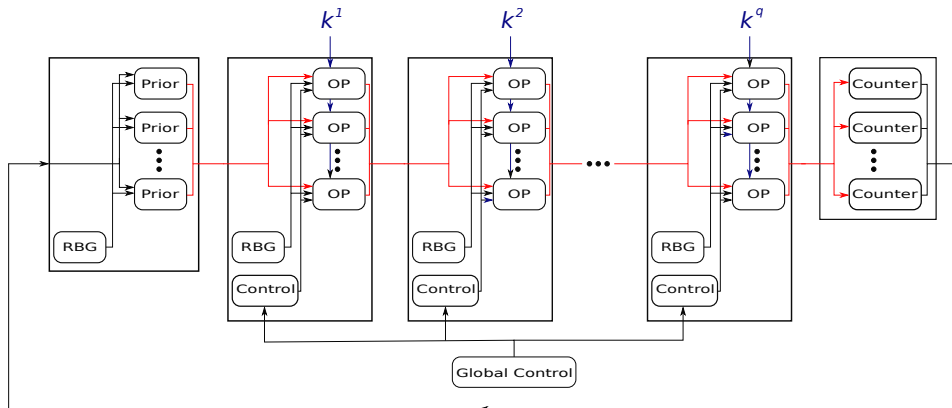 k¹ k² k^q
Prior OP OP OP Counter
Prior OP OP OP Counter
Prior OP OP OP Counter
RBG RBG RBG RBG
Control Control Control
Global Control